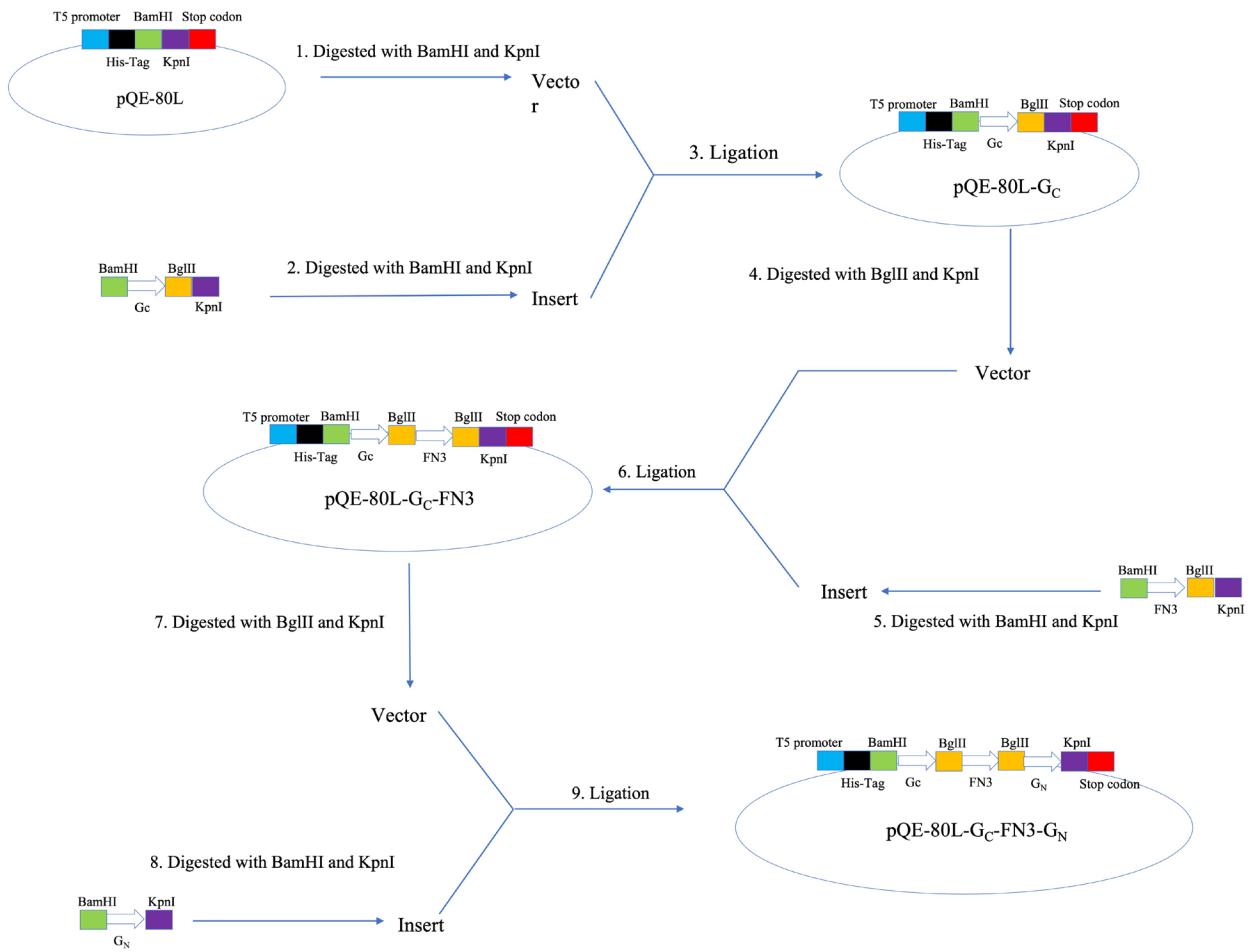 T5 promoter BamHI Stop codon
His-Tag KpnI
pQE-80L
1. Digested with BamHI and KpnI
Vecto
r
3. Ligation
T5 promoter BamHI BglII Stop codon
His-Tag Gc KpnI
pQE-80L-GC
BamHI BglII
Gc KpnI
2. Digested with BamHI and KpnI
Insert
4. Digested with BglII and KpnI
Vector
T5 promoter BamHI BglII BglII Stop codon
His-Tag Gc FN3 KpnI
pQE-80L-GC-FN3
6. Ligation
Insert
BamHI BglII
FN3 KpnI
5. Digested with BamHI and KpnI
7. Digested with BglII and KpnI
Vector
9. Ligation
T5 promoter BamHI BglII BglII KpnI
His-Tag Gc FN3 GN Stop codon
pQE-80L-GC-FN3-GN
8. Digested with BamHI and KpnI
BamHI KpnI
GN
Insert